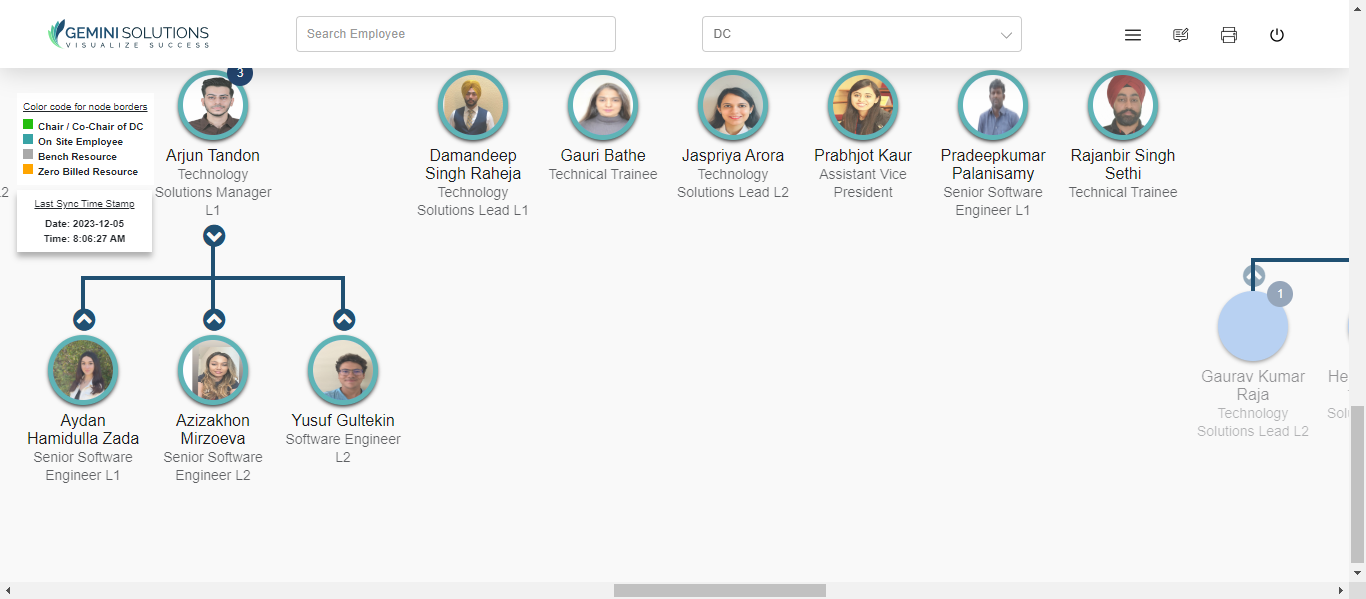 GEMINI SOLUTIONS
VISUALIZE SUCCESS
Search Employee
DC
3
Color code for node borders
Chair / Co-Chair of DC
On Site Employee
Bench Resource
Zero Billed Resource
L2
Last Sync Time Stamp
Date: 2023-12-05
Time: 8:06:27 AM
Arjun Tandon
Technology
Solutions Manager
L1
Damandeep
Singh Raheja
Technology
Solutions Lead L1
Gauri Bathe
Technical Trainee
Jaspriya Arora
Technology
Solutions Lead L2
Prabhjot Kaur
Assistant Vice
President
Pradeepkumar
Palanisamy
Senior Software
Engineer L1
Rajanbir Singh
Sethi
Technical Trainee
1
Aydan
Hamidulla Zada
Senior Software
Engineer L1
Azizakhon
Mirzoeva
Senior Software
Engineer L2
Yusuf Gultekin
Software Engineer
L2
Gaurav Kumar
Raja
Technology
Solutions Lead L2
He
Sol